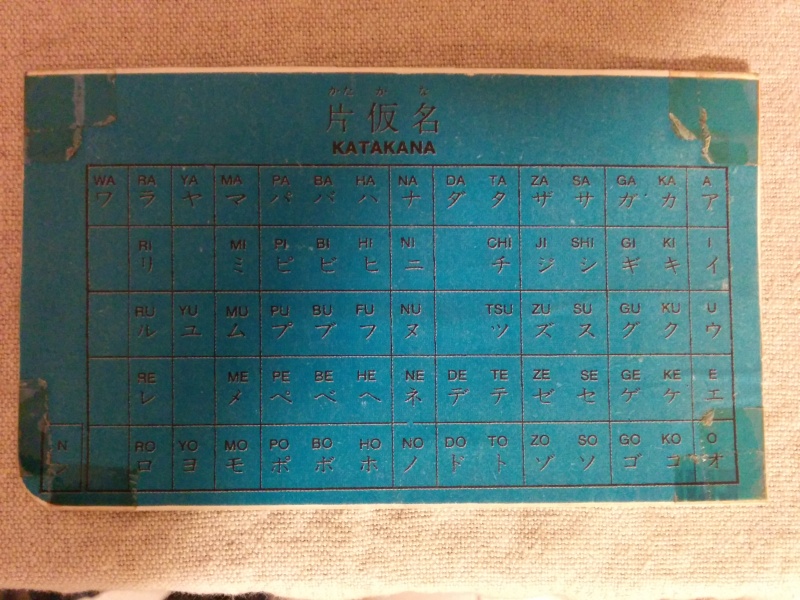 かた か な
片仮名
KATAKANA
WA RA YA MA PA BA HA NA DA TA ZA SA GA KA A
ワ ラ ヤ マ パ バ ハ ナ ダ タ ザ サ ガ カ ア
RI MI PI BI HI NI CHI JI SHI GI KI I
リ ミ ピ ビ ヒ ニ チ ジ シ ギ キ イ
RU YU MU PU BU FU NU TSU ZU SU GU KU U
ル ユ ム プ ブ フ ヌ ツ ズ ス グ ク ウ
RE ME PE BE HE NE DE TE ZE SE GE KE E
レ メ ペ ベ ヘ ネ デ テ ゼ セ ゲ ケ エ
N RO YO MO PO BO HO NO DO TO ZO SO GO KO O
ン ロ ヨ モ ポ ボ ホ ノ ド ト ゾ ソ ゴ コ オ